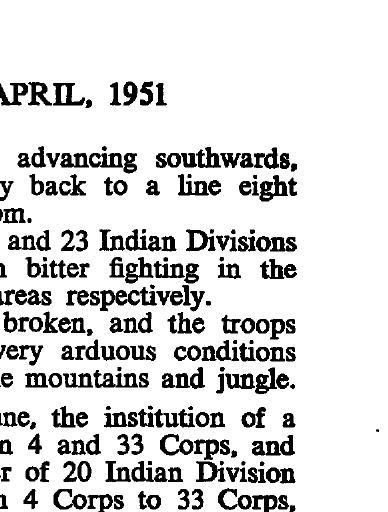 APRIL, 1951
advancing southwards,
y back to a line eight
om.
and 23 Indian Divisions
bitter fighting in the
areas respectively.
broken, and the troops
very arduous conditions
e mountains and jungle.
une, the institution of a
n 4 and 33 Corps, and
r of 20 Indian Division
4 Corps to 33 Corps,